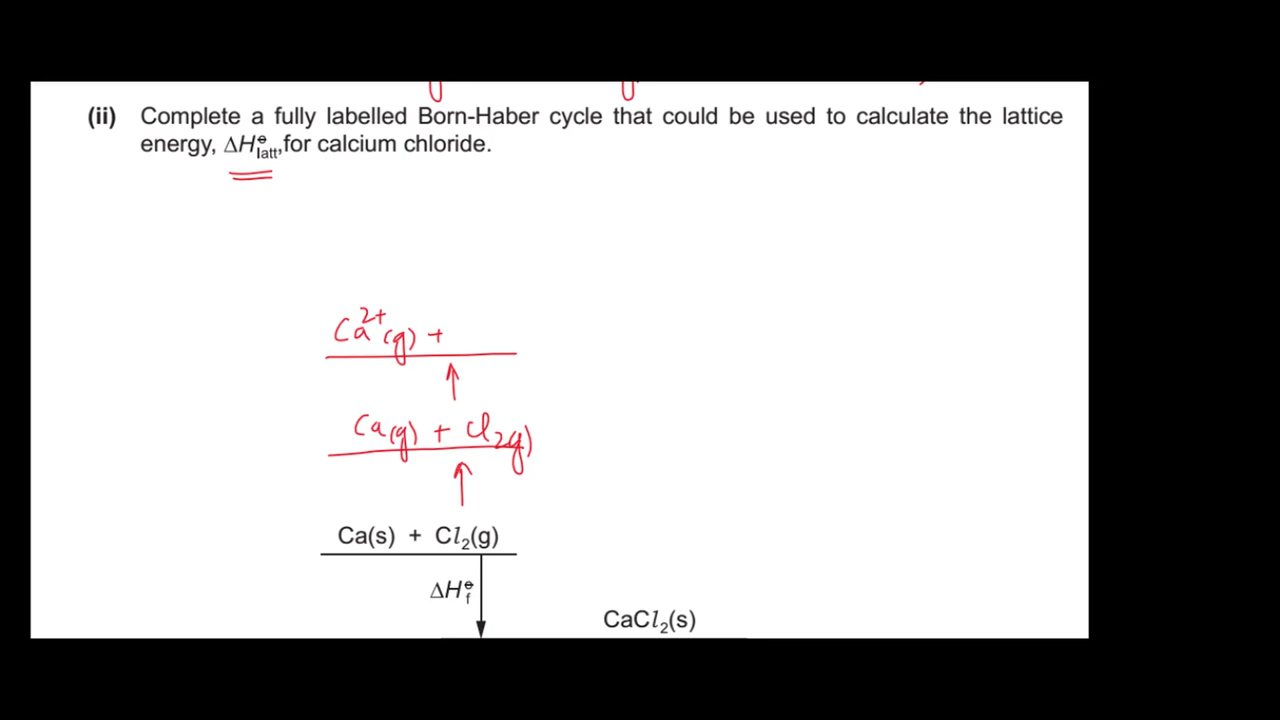 (ii) Complete a fully labelled Born-Haber cycle that could be used to calculate the lattice
energy, ΔH⦵latt, for calcium chloride.
Ca²⁺(g) +
Ca(g) + Cl₂(g)
Ca(s) + Cl₂(g)
ΔH⦵f
CaCl₂(s)